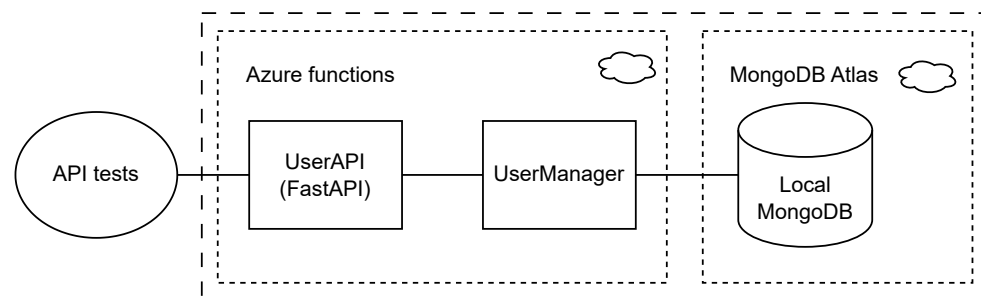 Azure functions
MongoDB Atlas
API tests
UserAPI
(FastAPI)
UserManager
Local
MongoDB